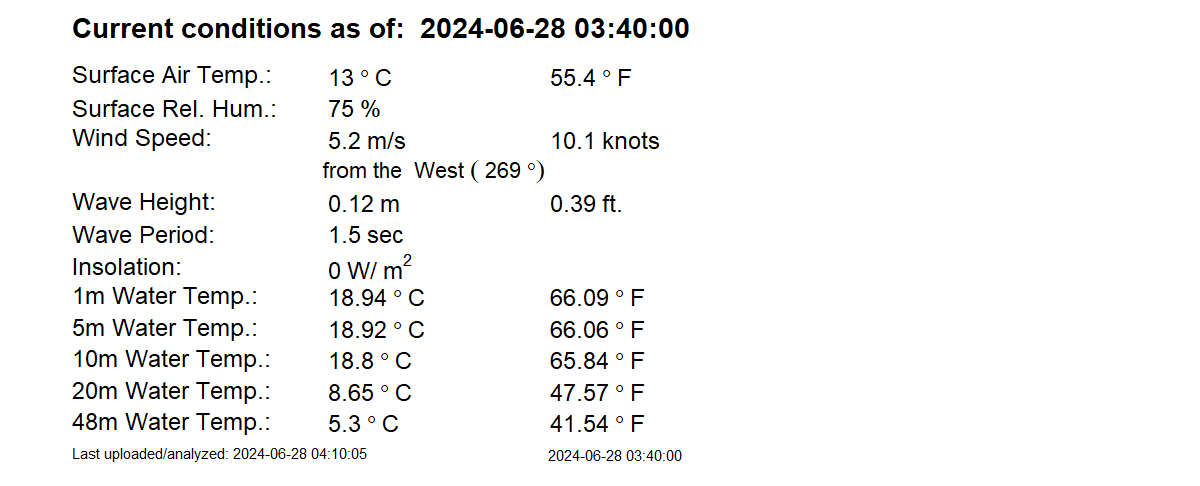 Current conditions as of: 2024-06-28 03:40:00
Surface Air Temp.: 13 ° C 55.4 ° F
Surface Rel. Hum.: 75 %
Wind Speed: 5.2 m/s 10.1 knots
from the West ( 269 °)
Wave Height: 0.12 m 0.39 ft.
Wave Period: 1.5 sec
Insolation: 0 W/ m²
1m Water Temp.: 18.94 ° C 66.09 ° F
5m Water Temp.: 18.92 ° C 66.06 ° F
10m Water Temp.: 18.8 ° C 65.84 ° F
20m Water Temp.: 8.65 ° C 47.57 ° F
48m Water Temp.: 5.3 ° C 41.54 ° F
Last uploaded/analyzed: 2024-06-28 04:10:05 2024-06-28 03:40:00